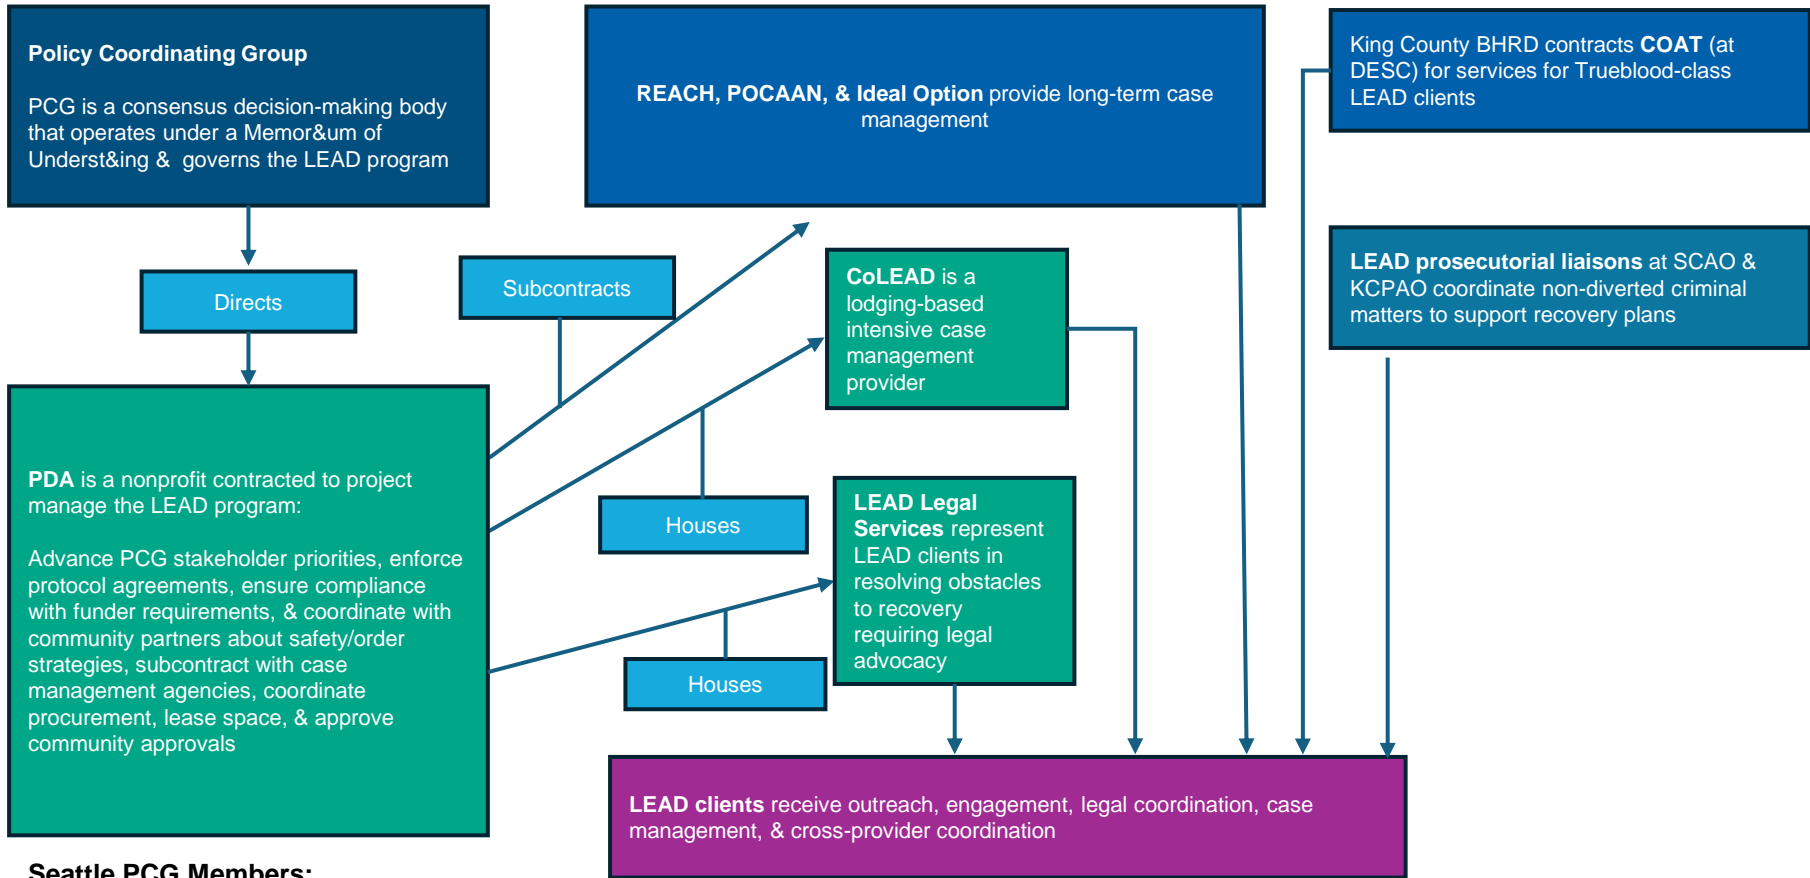 Policy Coordinating Group
PCG is a consensus decision-making body
that operates under a Memor&um of
Underst&ing &  governs the LEAD program
Directs
PDA is a nonprofit contracted to project
manage the LEAD program:
Advance PCG stakeholder priorities, enforce
protocol agreements, ensure compliance
with funder requirements, & coordinate with
community partners about safety/order
strategies, subcontract with case
management agencies, coordinate
procurement, lease space, & approve
community approvals
Seattle PCG Members:
Subcontracts
REACH, POCAAN, & Ideal Option provide long-term case
management
Houses
CoLEAD is a
lodging-based
intensive case
management
provider
Houses
LEAD Legal
Services represent
LEAD clients in
resolving obstacles
to recovery
requiring legal
advocacy
King County BHRD contracts COAT (at
DESC) for services for Trueblood-class
LEAD clients
LEAD prosecutorial liaisons at SCAO &
KCPAO coordinate non-diverted criminal
matters to support recovery plans
LEAD clients receive outreach, engagement, legal coordination, case
management, & cross-provider coordination